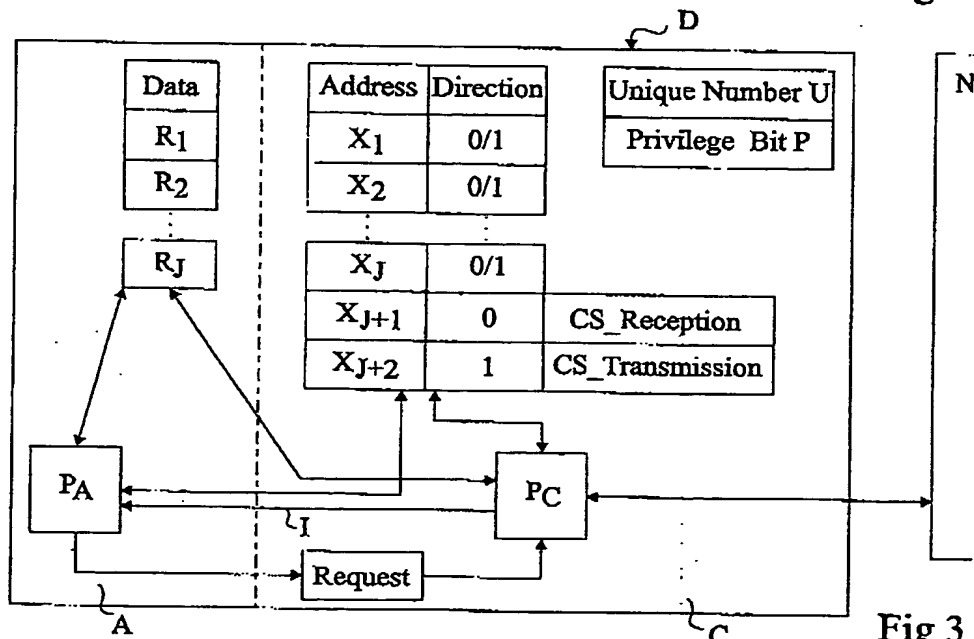 D
N
Data
Address Direction
Unique Number U
R1
X1 0/1
Privilege Bit P
R2
X2 0/1
RJ
XJ 0/1
XJ+1 0 CS_Reception
XJ+2 1 CS_Transmission
PA
PC
I
Request
A
C
Fig 3